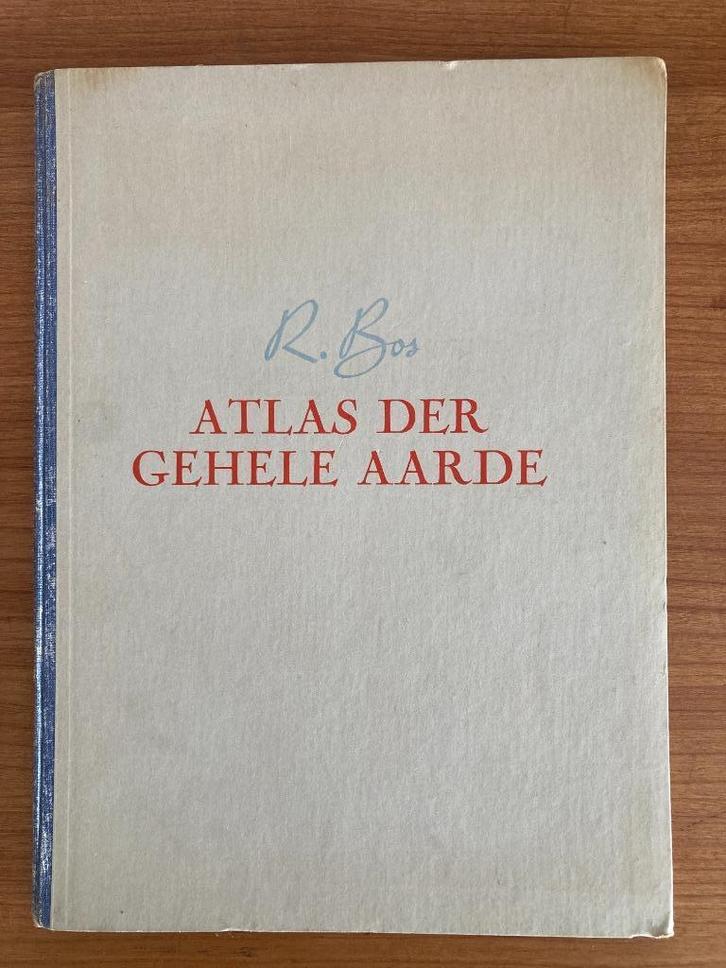 R. Bos
ATLAS DER
GEHELE AARDE